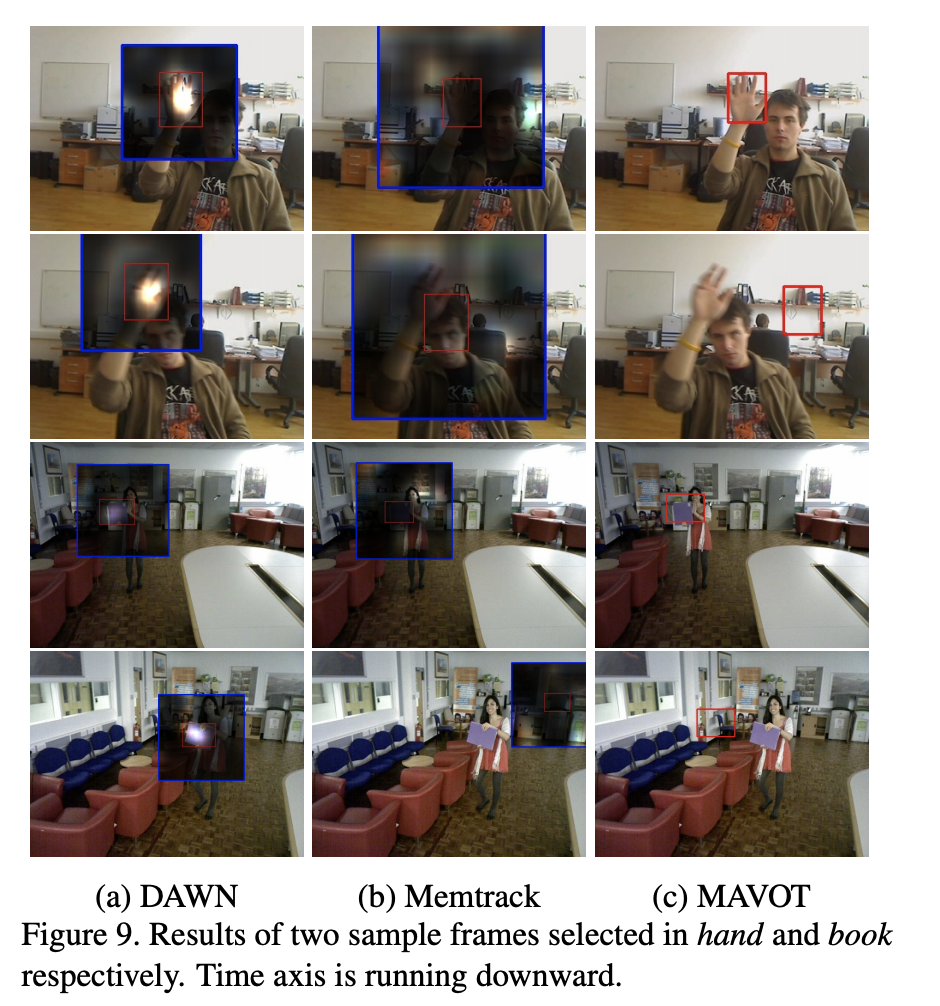 (a) DAWN (b) Memtrack (c) MAVOT
Figure 9. Results of two sample frames selected in hand and book
respectively. Time axis is running downward.